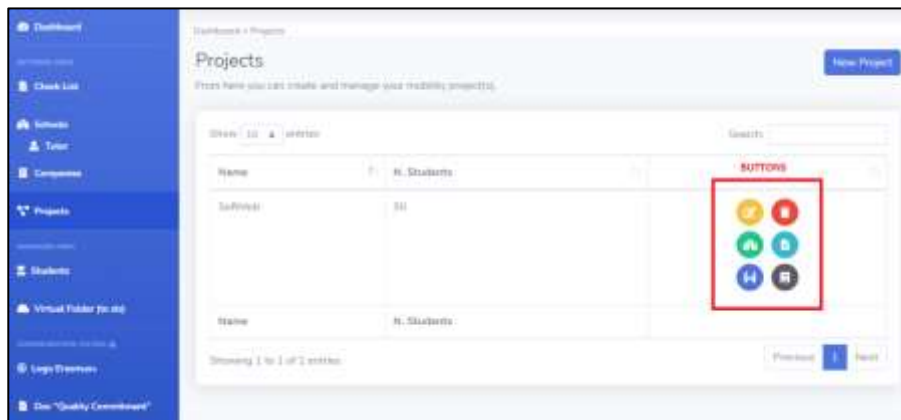 Dashboard
Dashboard > Projects
Projects
New Project
From here you can create and manage your mobility project(s).
Check List
Schools
Show 10 entries
Search:
Tutor
Companies
Name
N. Students
BUTTONS
Projects
50
Students
Virtual Folder (to do)
Name
N. Students
Showing 1 to 1 of 1 entries
Previous 1 Next
Logo Erasmus
Doc "Quality Commitment"